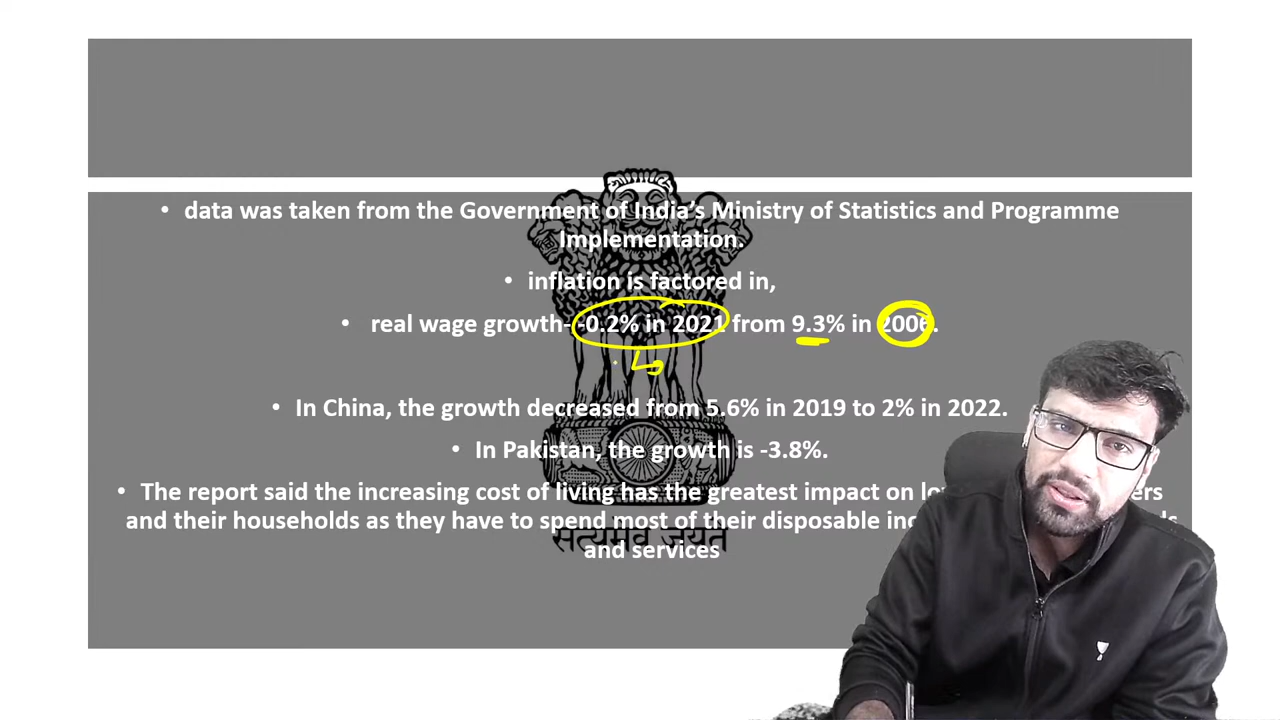 • data was taken from the Government of India’s Ministry of Statistics and Programme
Implementation.
• inflation is factored in,
• real wage growth- -0.2% in 2021 from 9.3% in 2006.
• In China, the growth decreased from 5.6% in 2019 to 2% in 2022.
• In Pakistan, the growth is -3.8%.
• The report said the increasing cost of living has the greatest impact on
and their households as they have to spend most of their disposable
सत्यमेव जयते
and services